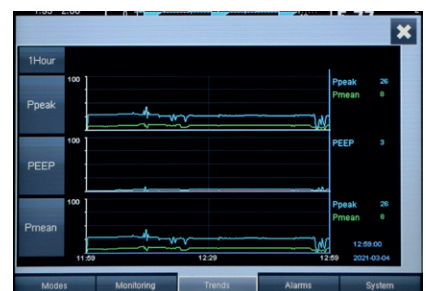 1Hour
100
Ppeak
Ppeak 26
Pmean 8
100
PEEP
PEEP 3
100
Pmean
Ppeak 26
Pmean 8
12:59:00
11:59 12:29 12:59 2021-03-04
Modes Monitoring Trends Alarms System